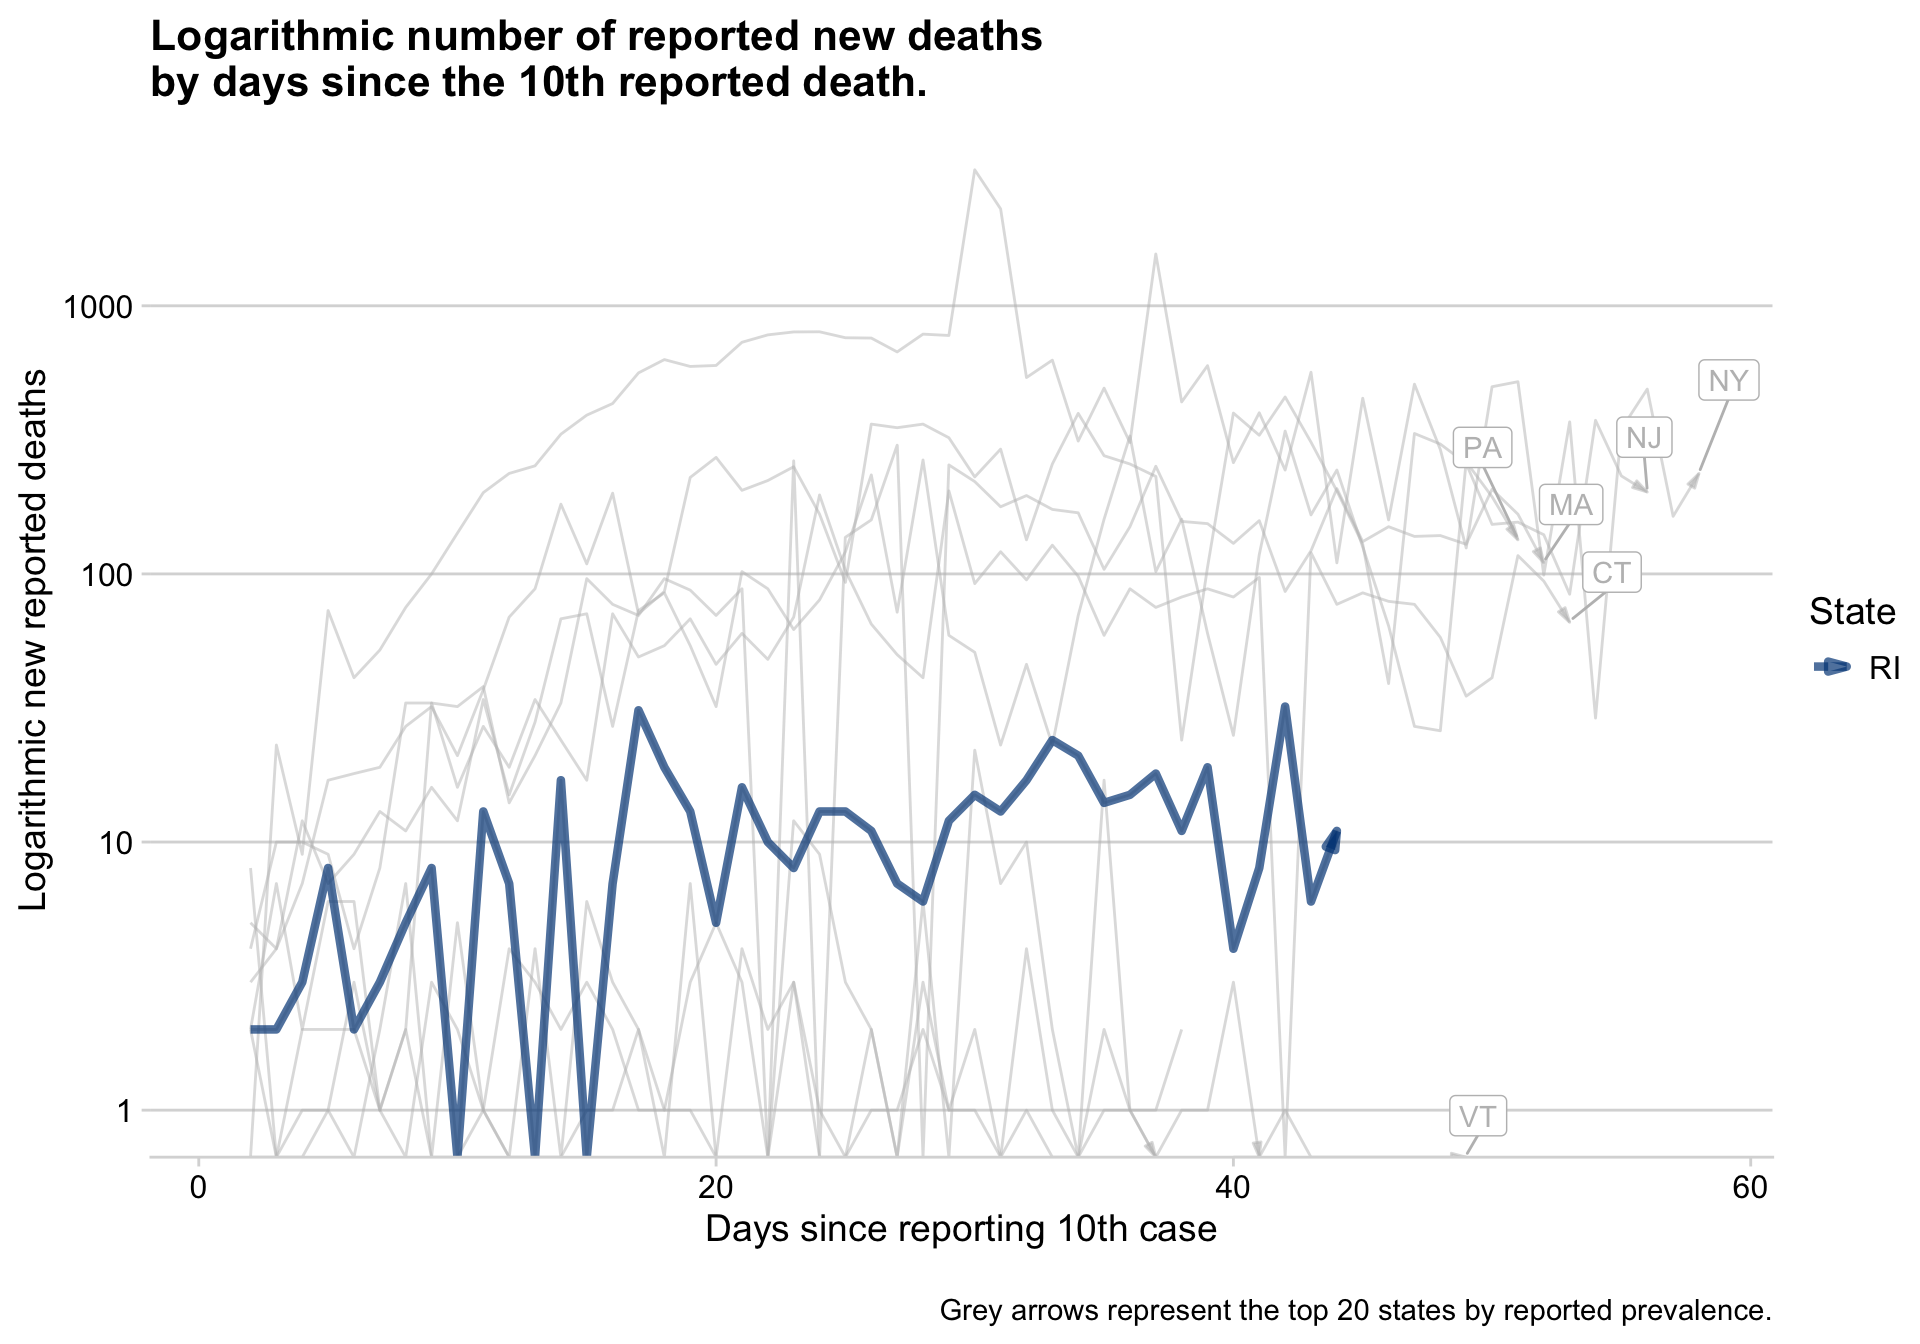 Logarithmic number of reported new deaths
by days since the 10th reported death.
Logarithmic new reported deaths
1000
100
10
1
NY
NJ
PA
MA
CT
VT
State
RI
0
20
40
60
Days since reporting 10th case
Grey arrows represent the top 20 states by reported prevalence.